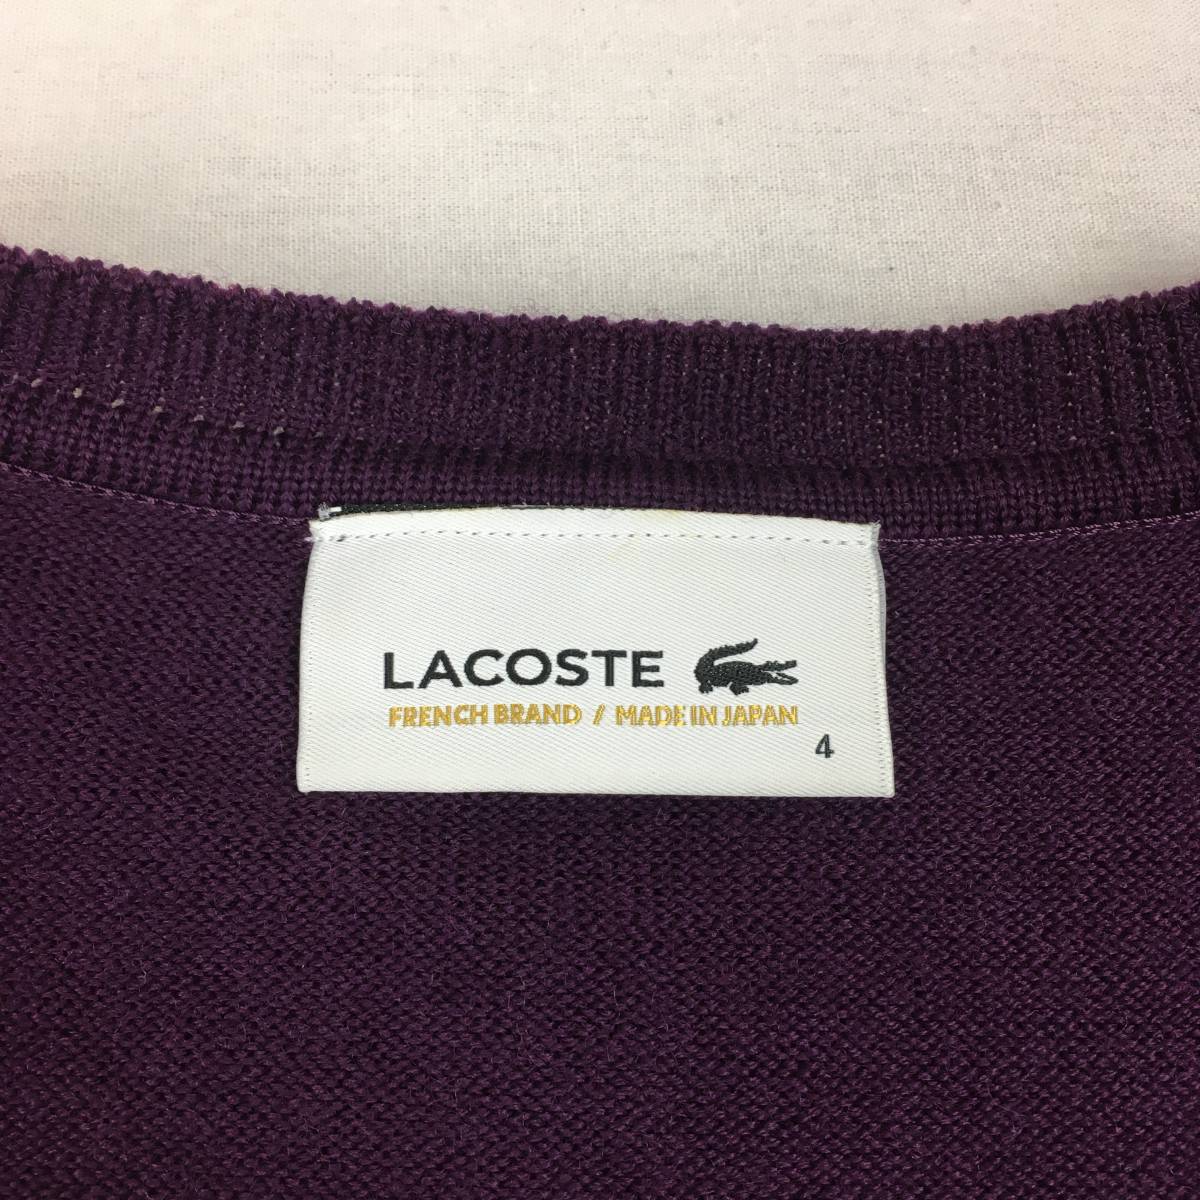 LACOSTE
FRENCH BRAND / MADE IN JAPAN
4